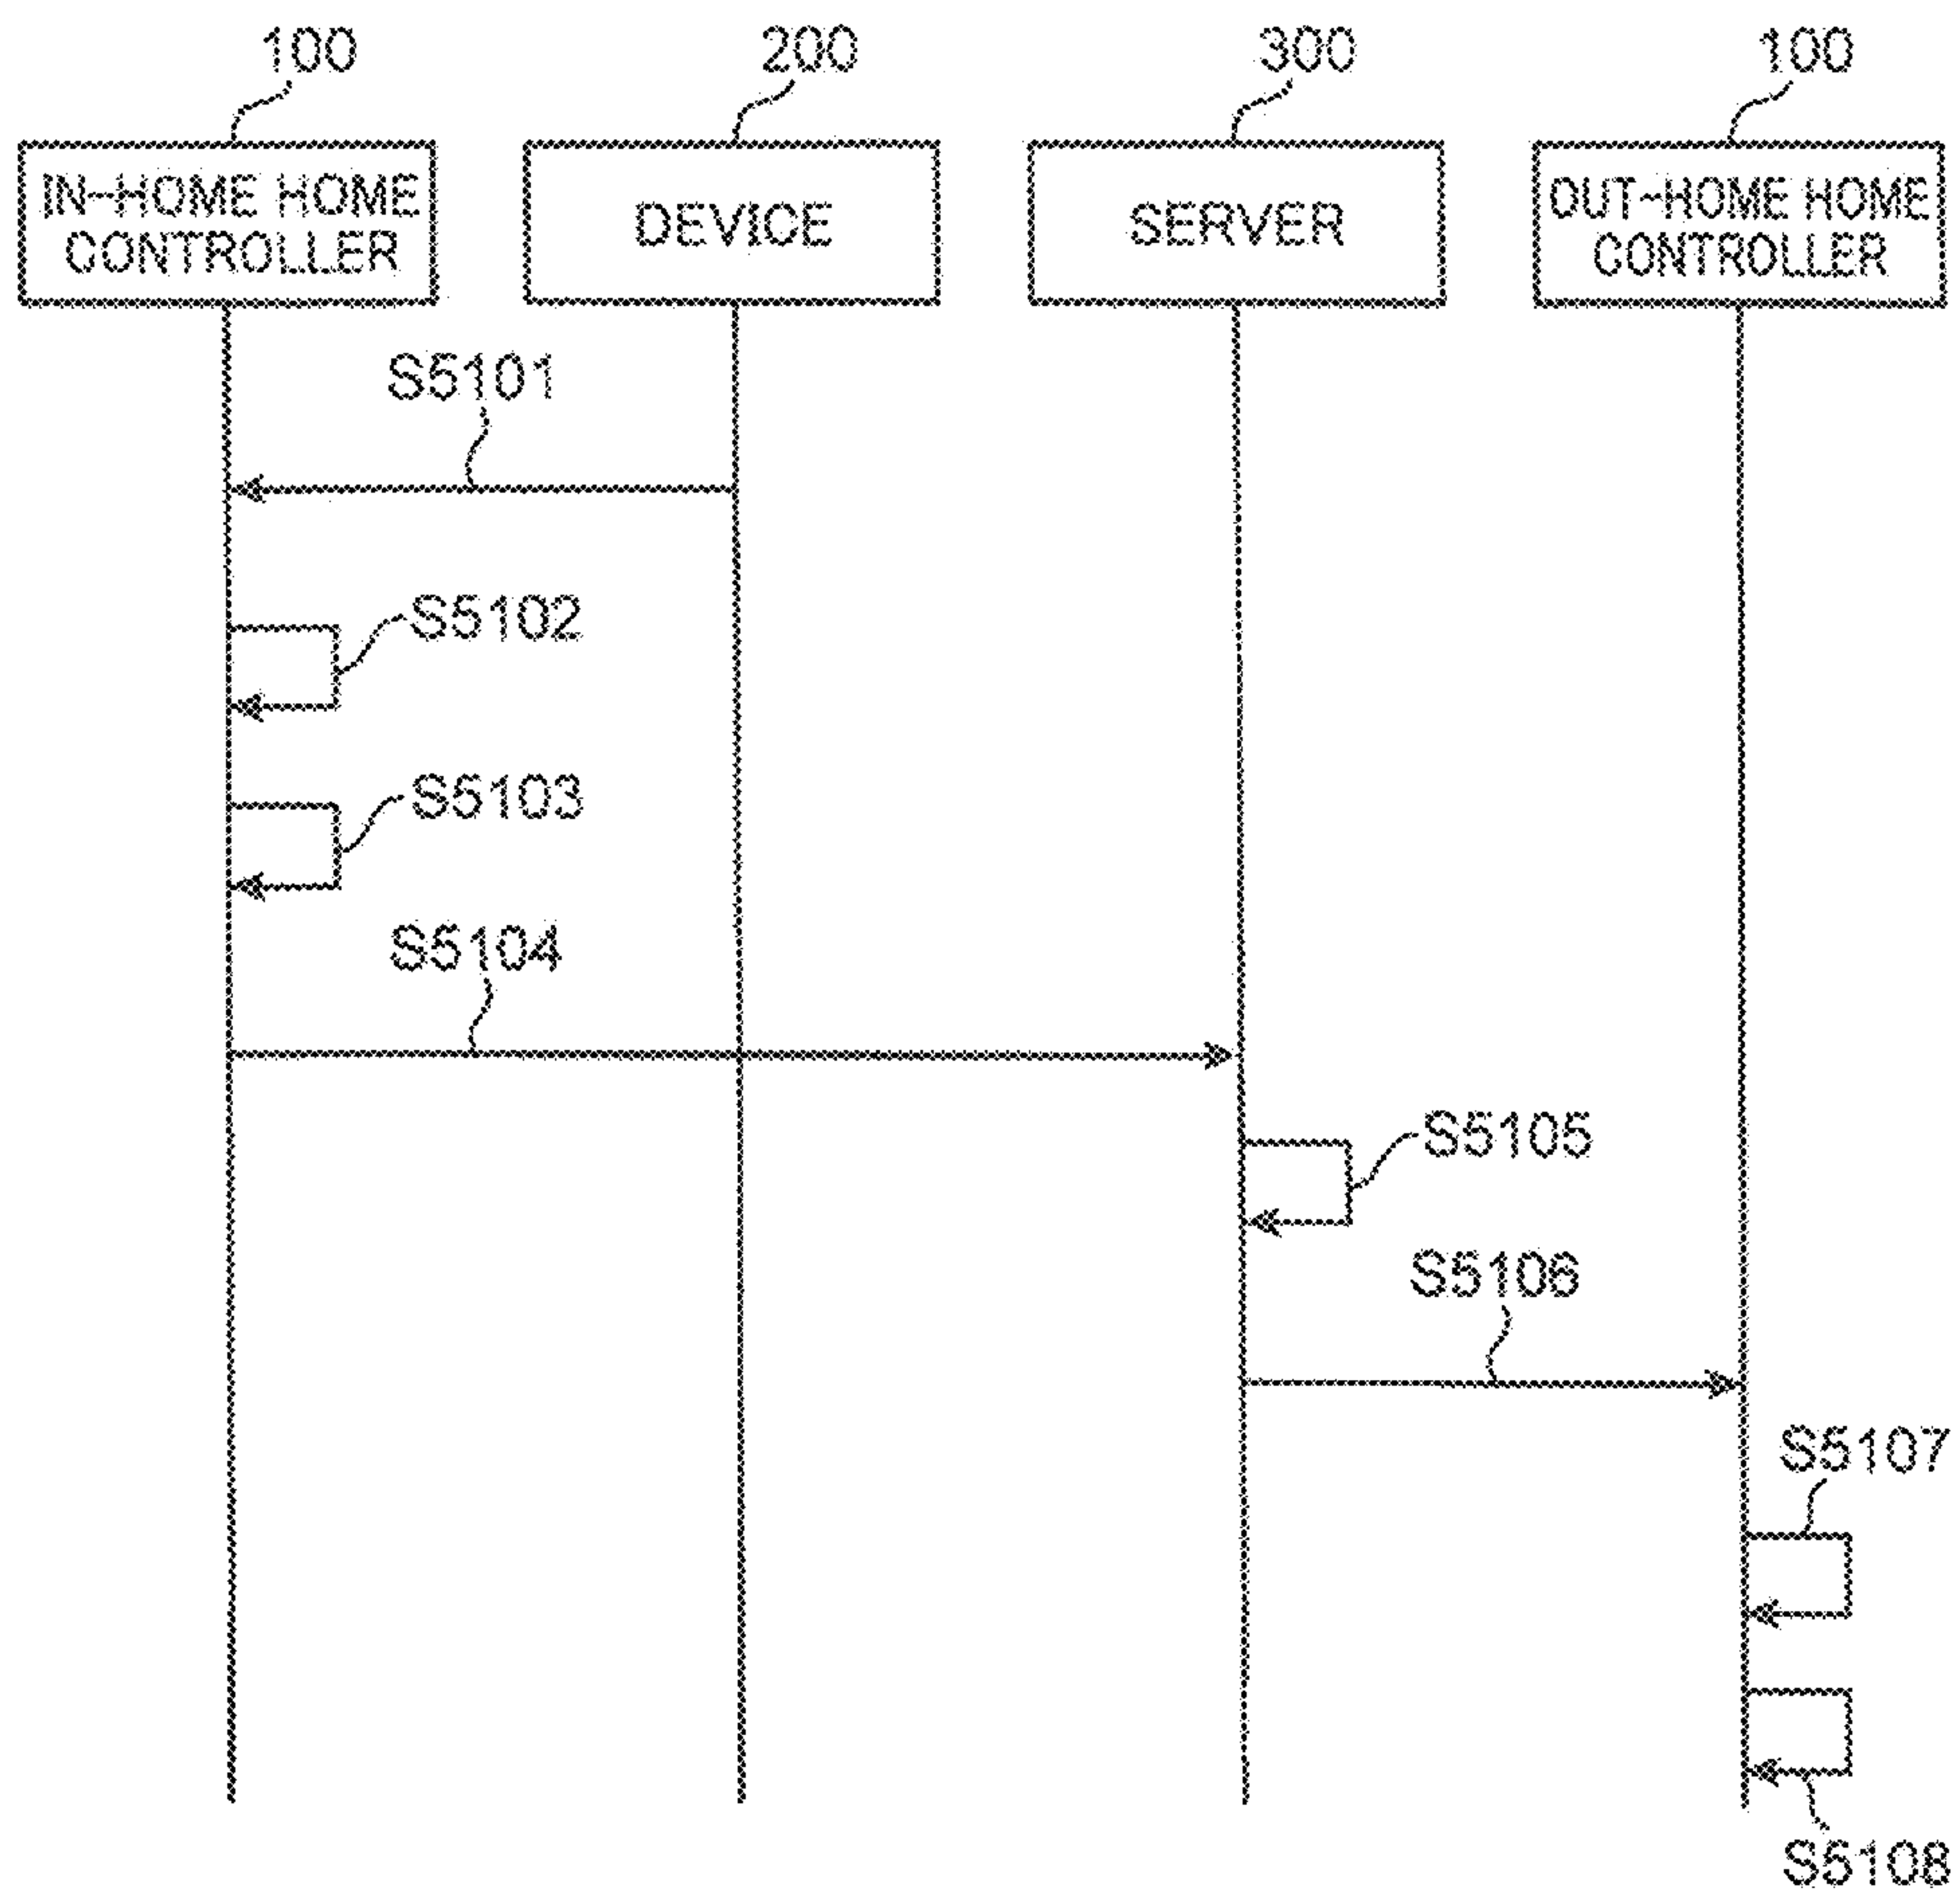 100
200
300
100
IN-HOME HOME
CONTROLLER
DEVICE
SERVER
OUT-HOME HOME
CONTROLLER
S5101
S5102
S5103
S5104
S5105
S5106
S5107
S5108